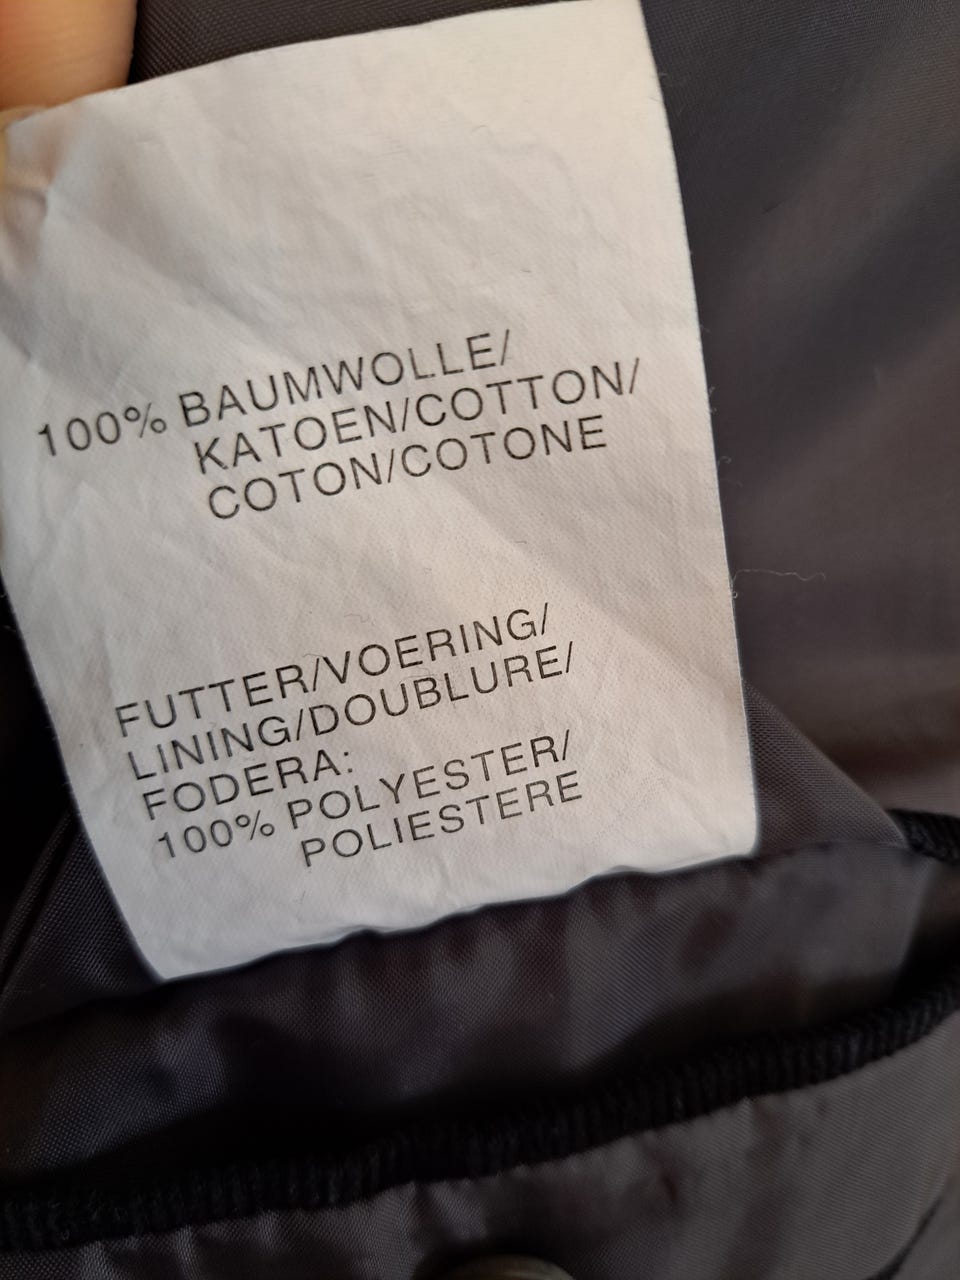 100% BAUMWOLLE/
KATOEN/COTTON/
COTON/COTONE
FUTTER/VOERING/
LINING/DOUBLURE/
FODERA:
100% POLYESTER/
POLIESTERE